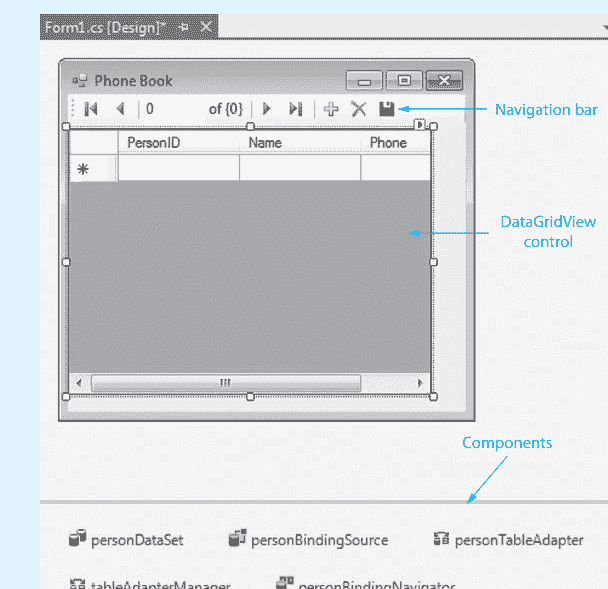 Form1.cs [Design]*
Phone Book
0 of {0}
Navigation bar
PersonID Name Phone
DataGridView
control
Components
personDataSet personBindingSource personTableAdapter
tableAdapterManager personBindingNavigator